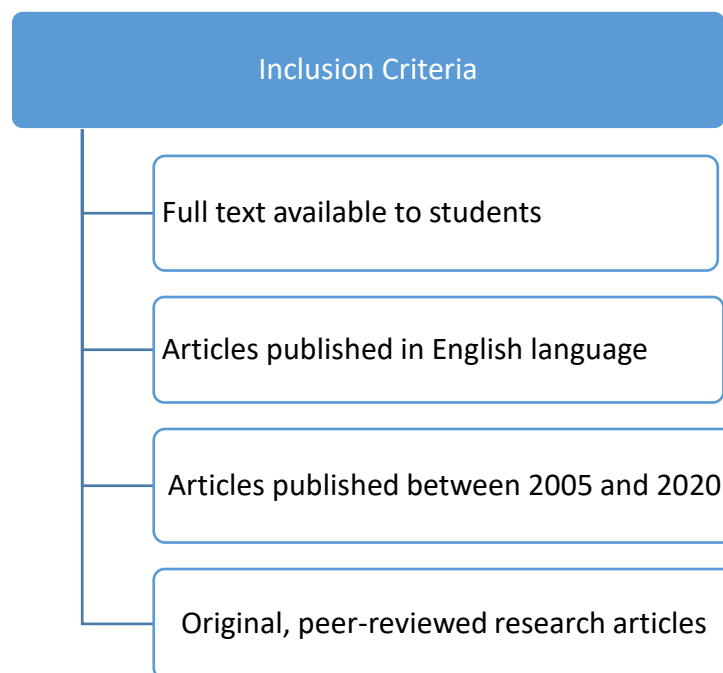 Inclusion Criteria
Full text available to students
Articles published in English language
Articles published between 2005 and 2020
Original, peer-reviewed research articles